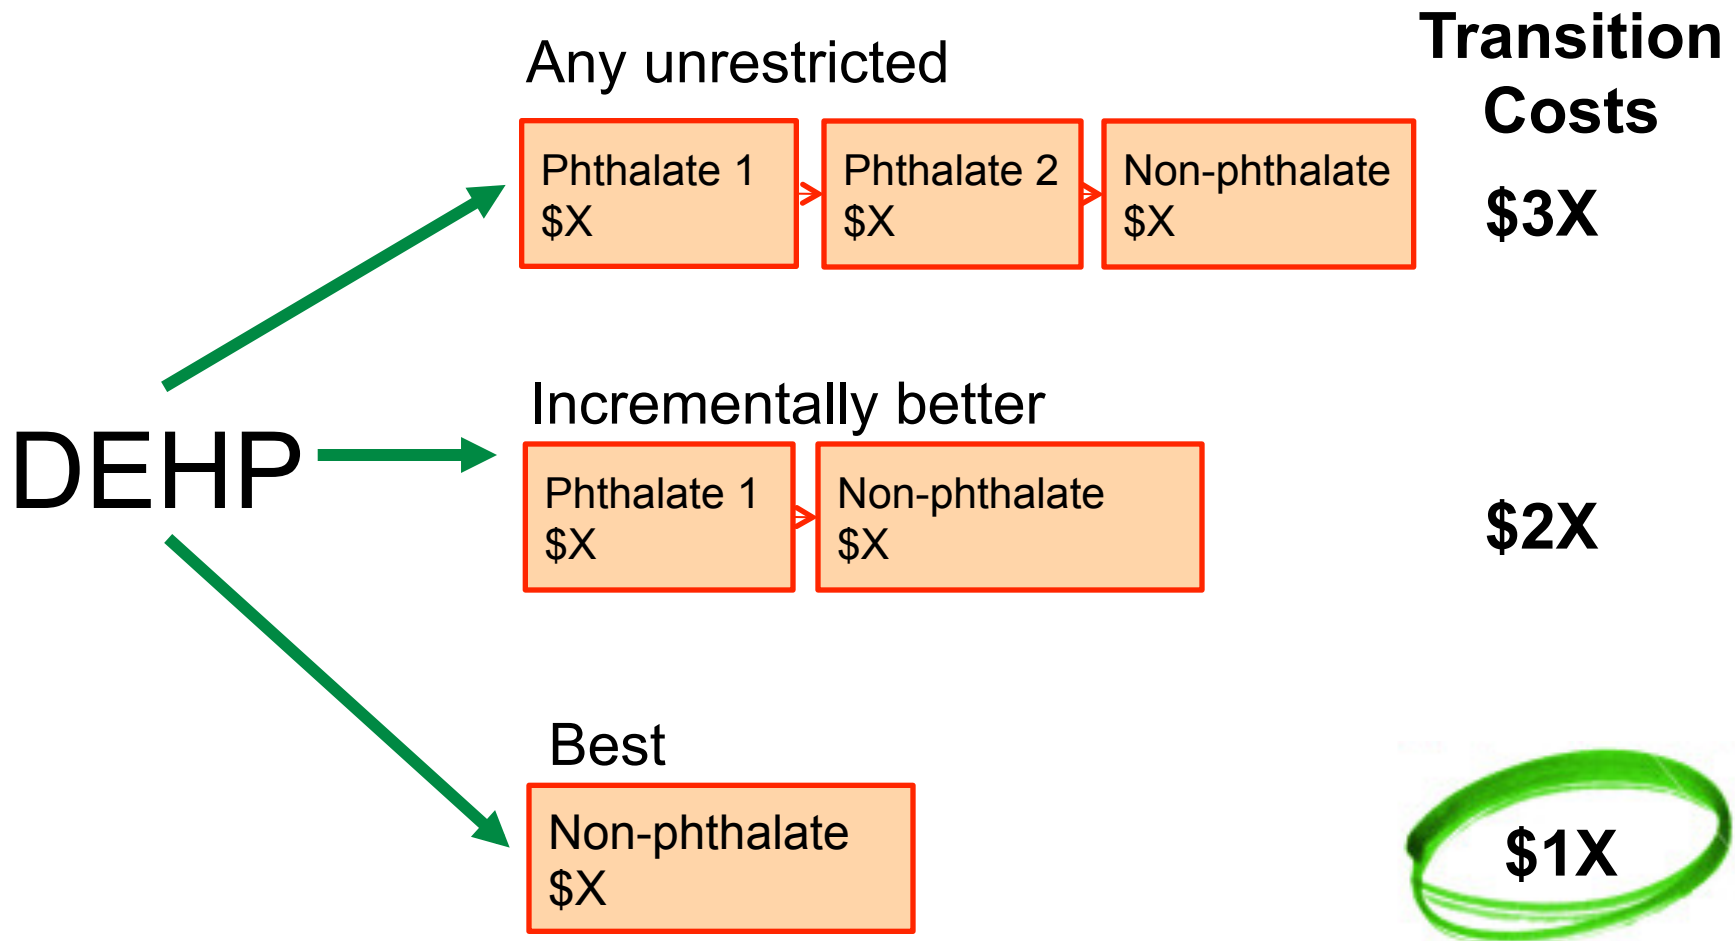 Transition
Costs
Any unrestricted
Phthalate 1
$X
Phthalate 2
$X
Non-phthalate
$X
$3X
DEHP
Incrementally better
Phthalate 1
$X
Non-phthalate
$X
$2X
Best
Non-phthalate
$X
$1X